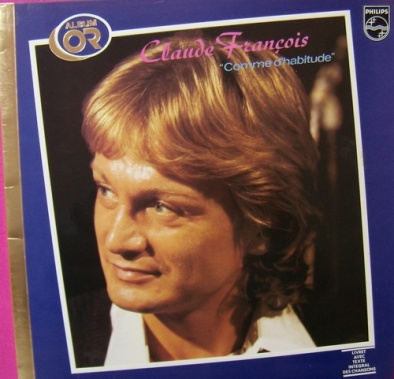 ALBUM
OR
Claude François
"Comme d'habitude"
PHILIPS
LIVRET
AVEC
TEXTE
INTEGRAL
DES CHANSONS